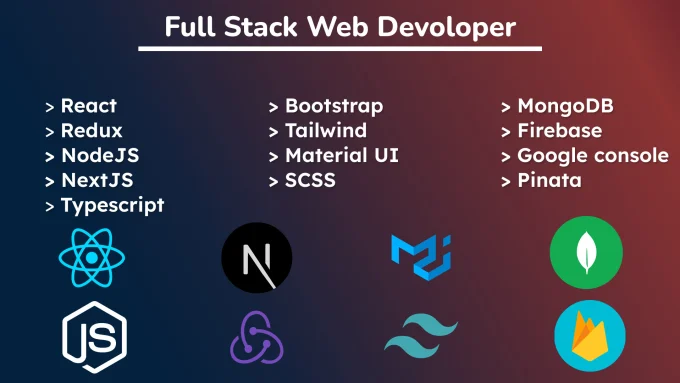 Full Stack Web Devoloper
> React
> Redux
> NodeJS
> NextJS
> Typescript
> Bootstrap
> Tailwind
> Material UI
> SCSS
> MongoDB
> Firebase
> Google console
> Pinata
N
JS